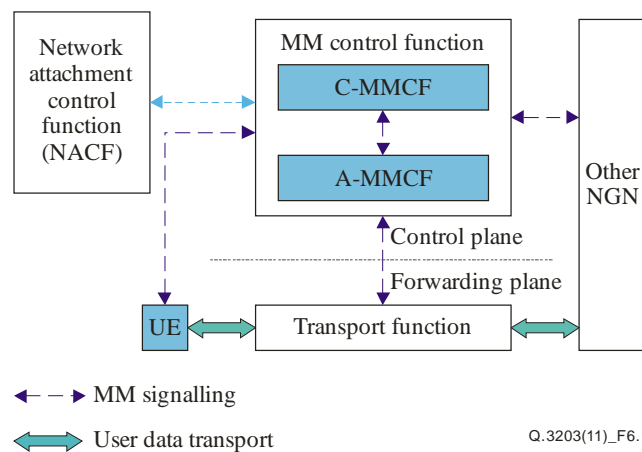 Network
attachment
control
function
(NACF)
MM control function
C-MMCF
A-MMCF
Other
NGN
Control plane
Forwarding plane
UE
Transport function
MM signalling
User data transport
Q.3203(11)_F6.